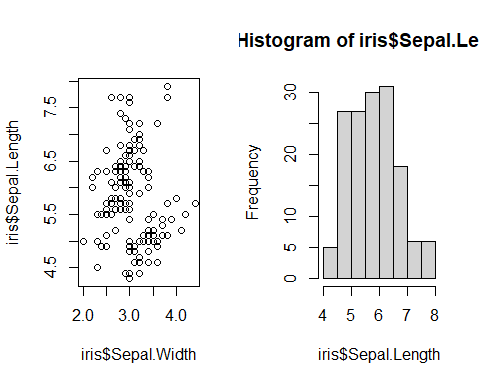 iris$Sepal.Length
7.5
6.5
5.5
4.5
2.0 3.0 4.0
iris$Sepal.Width
Histogram of iris$Sepal.Le
Frequency
30
20
5
0
4 5 6 7 8
iris$Sepal.Length